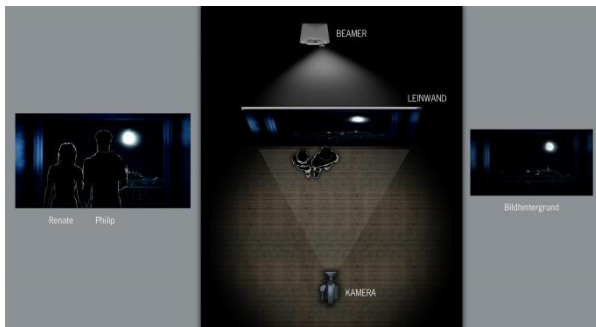 BEAMER
LEINWAND
Renate Philip
Bildhintergrund
KAMERA